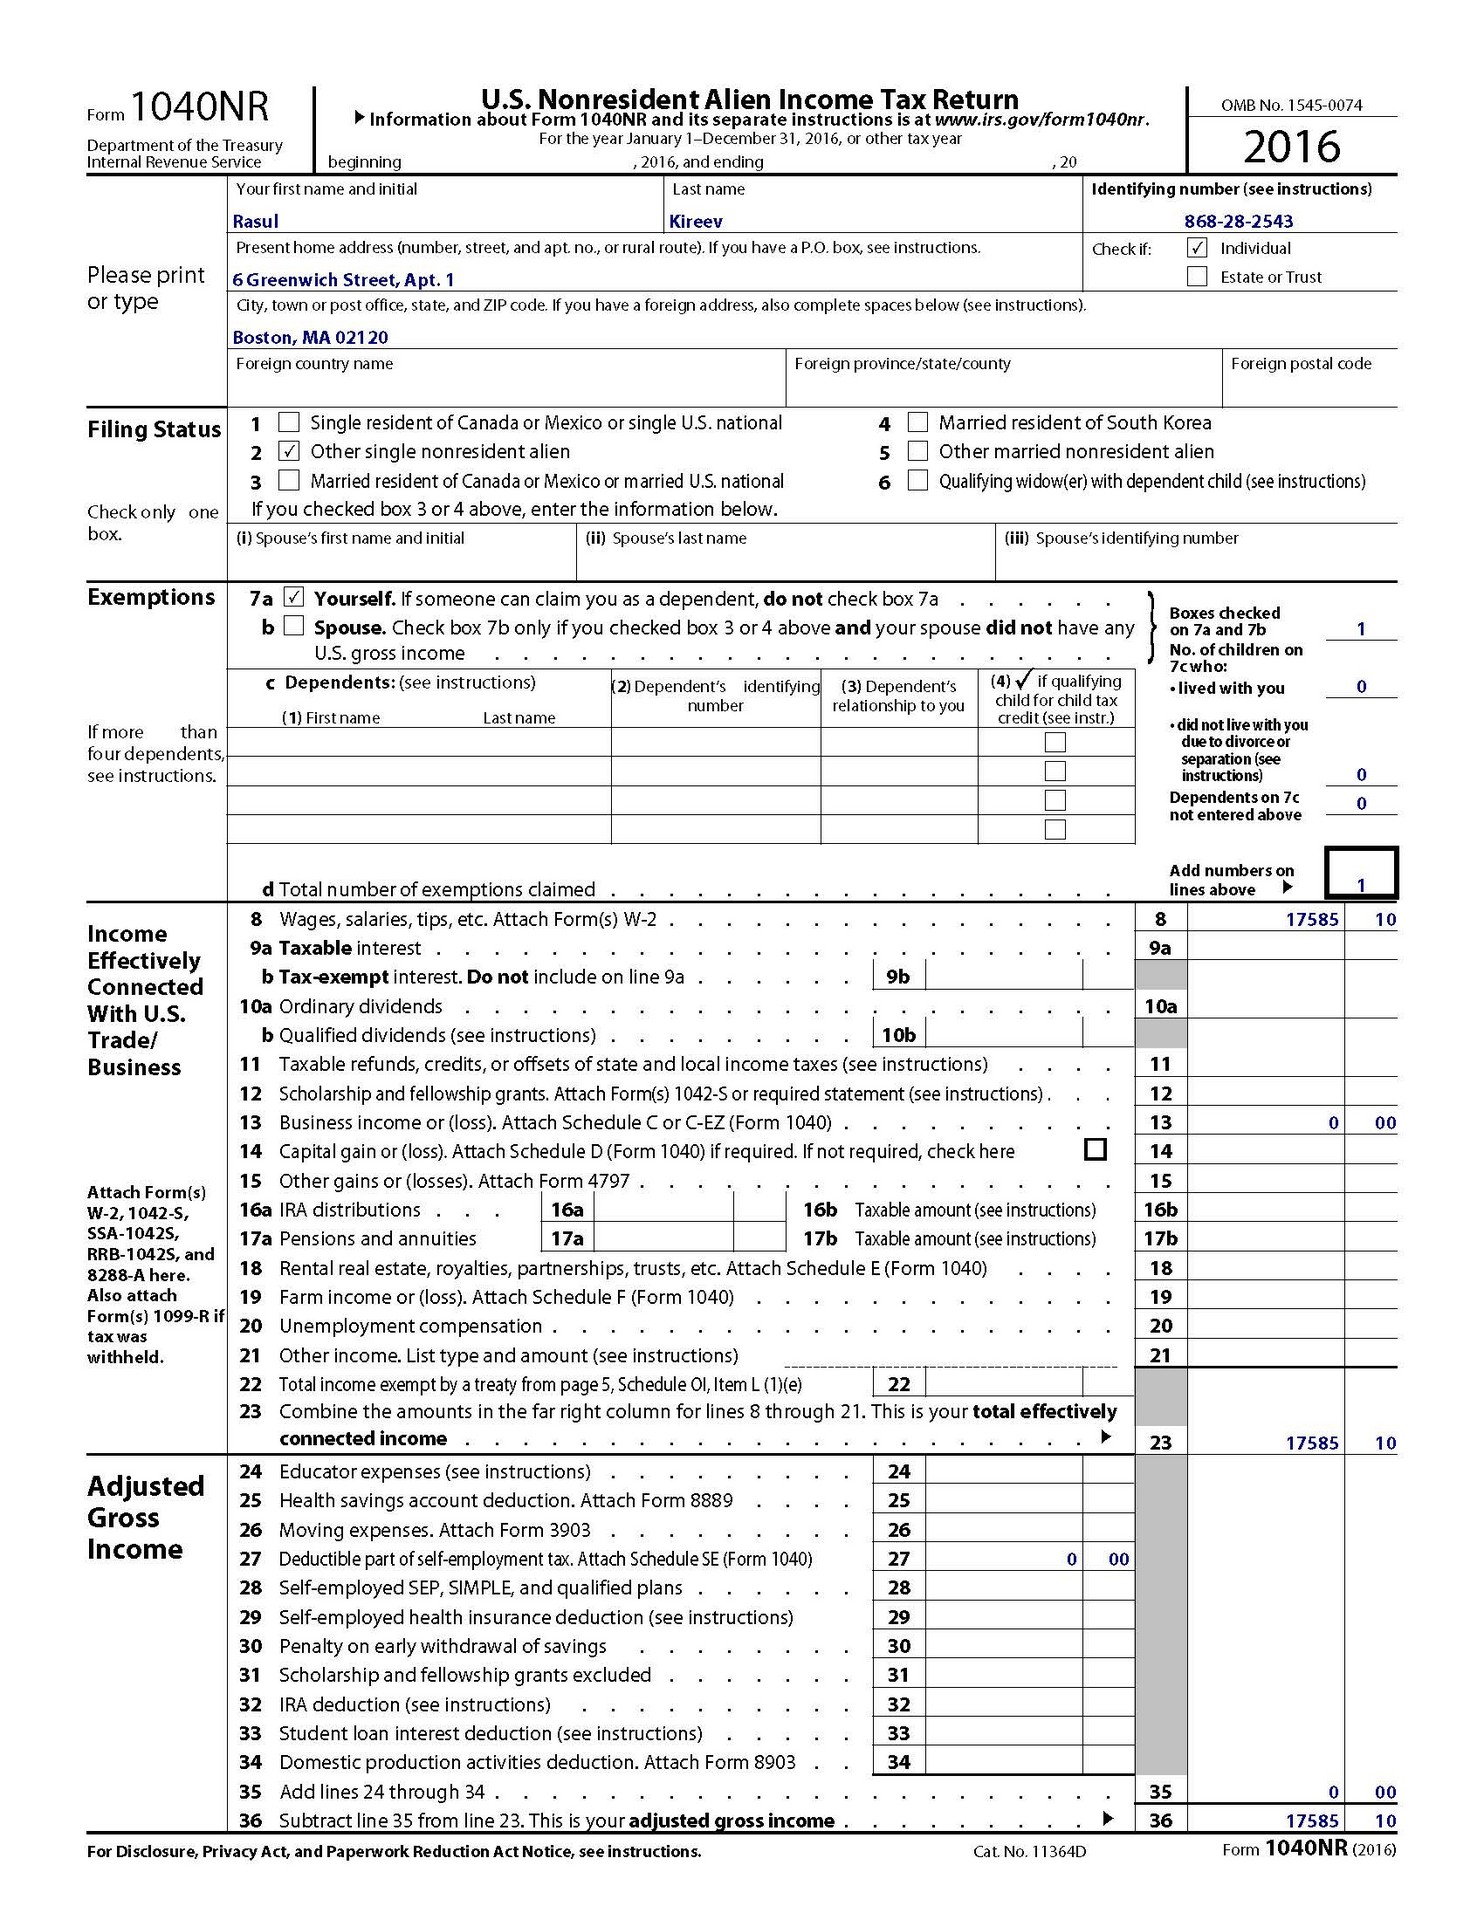 Form 1040NR
Department of the Treasury
Internal Revenue Service
U.S. Nonresident Alien Income Tax Return
▶ Information about Form 1040NR and its separate instructions is at www.irs.gov/form1040nr.
For the year January 1–December 31, 2016, or other tax year
beginning , 2016, and ending , 20
OMB No. 1545-0074
2016
Please print
or type
Your first name and initial
Rasul
Last name
Kireev
Identifying number (see instructions)
868-28-2543
Present home address (number, street, and apt. no., or rural route). If you have a P.O. box, see instructions.
6 Greenwich Street, Apt. 1
Check if: ✓ Individual
Estate or Trust
City, town or post office, state, and ZIP code. If you have a foreign address, also complete spaces below (see instructions).
Boston, MA 02120
Foreign country name
Foreign province/state/county
Foreign postal code
Filing Status
Check only one
box.
1 Single resident of Canada or Mexico or single U.S. national
2 ✓ Other single nonresident alien
3 Married resident of Canada or Mexico or married U.S. national
4 Married resident of South Korea
5 Other married nonresident alien
6 Qualifying widow(er) with dependent child (see instructions)
If you checked box 3 or 4 above, enter the information below.
(i) Spouse's first name and initial
(ii) Spouse's last name
(iii) Spouse's identifying number
Exemptions
If more than
four dependents,
see instructions.
7a ✓ Yourself. If someone can claim you as a dependent, do not check box 7a . . . . . .
b Spouse. Check box 7b only if you checked box 3 or 4 above and your spouse did not have any
U.S. gross income
c Dependents: (see instructions)
(1) First name Last name
(2) Dependent's identifying
number
(3) Dependent's
relationship to you
(4) ✓ if qualifying
child for child tax
credit (see instr.)
Boxes checked
on 7a and 7b 1
No. of children on
7c who:
• lived with you 0
• did not live with you
due to divorce or
separation (see
instructions) 0
Dependents on 7c
not entered above 0
Add numbers on
lines above ▶ 1
d Total number of exemptions claimed
Income
Effectively
Connected
With U.S.
Trade/
Business
Attach Form(s)
W-2, 1042-S,
SSA-1042S,
RRB-1042S, and
8288-A here.
Also attach
Form(s) 1099-R if
tax was
withheld.
8 Wages, salaries, tips, etc. Attach Form(s) W-2 8 17585 10
9a Taxable interest 9a
b Tax-exempt interest. Do not include on line 9a 9b
10a Ordinary dividends 10a
b Qualified dividends (see instructions) 10b
11 Taxable refunds, credits, or offsets of state and local income taxes (see instructions) 11
12 Scholarship and fellowship grants. Attach Form(s) 1042-S or required statement (see instructions) 12
13 Business income or (loss). Attach Schedule C or C-EZ (Form 1040) 13 0 00
14 Capital gain or (loss). Attach Schedule D (Form 1040) if required. If not required, check here 14
15 Other gains or (losses). Attach Form 4797 15
16a IRA distributions 16a 16b Taxable amount (see instructions) 16b
17a Pensions and annuities 17a 17b Taxable amount (see instructions) 17b
18 Rental real estate, royalties, partnerships, trusts, etc. Attach Schedule E (Form 1040) 18
19 Farm income or (loss). Attach Schedule F (Form 1040) 19
20 Unemployment compensation 20
21 Other income. List type and amount (see instructions) 21
22 Total income exempt by a treaty from page 5, Schedule OI, Item L (1)(e) 22
23 Combine the amounts in the far right column for lines 8 through 21. This is your total effectively
connected income ▶ 23 17585 10
Adjusted
Gross
Income
24 Educator expenses (see instructions) 24
25 Health savings account deduction. Attach Form 8889 25
26 Moving expenses. Attach Form 3903 26
27 Deductible part of self-employment tax. Attach Schedule SE (Form 1040) 27 0 00
28 Self-employed SEP, SIMPLE, and qualified plans 28
29 Self-employed health insurance deduction (see instructions) 29
30 Penalty on early withdrawal of savings 30
31 Scholarship and fellowship grants excluded 31
32 IRA deduction (see instructions) 32
33 Student loan interest deduction (see instructions) 33
34 Domestic production activities deduction. Attach Form 8903 34
35 Add lines 24 through 34 35 0 00
36 Subtract line 35 from line 23. This is your adjusted gross income ▶ 36 17585 10
For Disclosure, Privacy Act, and Paperwork Reduction Act Notice, see instructions. Cat. No. 11364D Form 1040NR (2016)